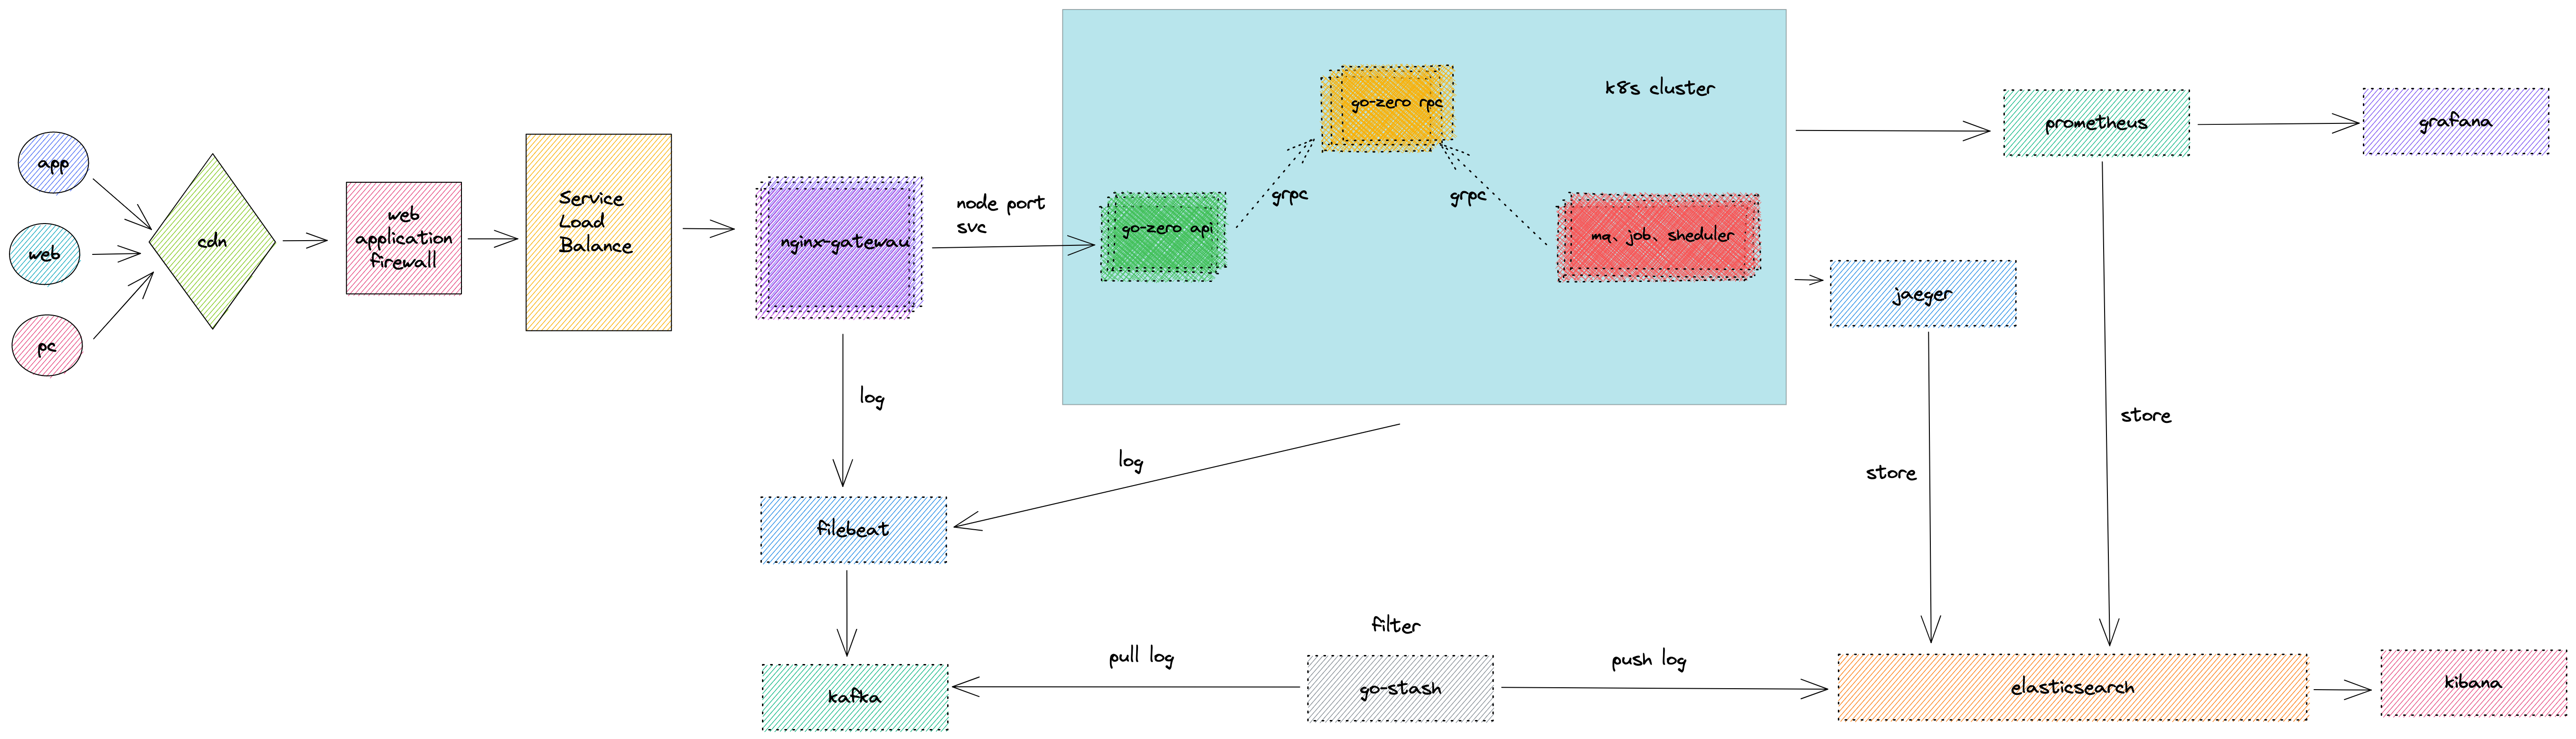 app
web
pc
cdn
web
application
firewall
Service
Load
Balance
nginx-gatewau
node port
svc
k8s cluster
go-zero rpc
grpc
grpc
go-zero api
mq、job、sheduler
prometheus
grafana
jaeger
log
log
store
store
filebeat
kafka
pull log
filter
go-stash
push log
elasticsearch
kibana